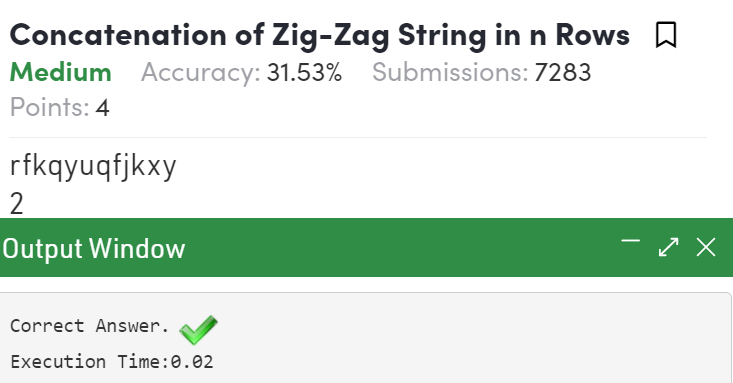 Concatenation of Zig-Zag String in n Rows
Medium Accuracy: 31.53% Submissions: 7283
Points: 4
rfkqyuqfjkxy
2
Output Window
Correct Answer.
Execution Time:0.02